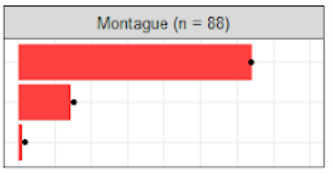 Montague (n = 88)